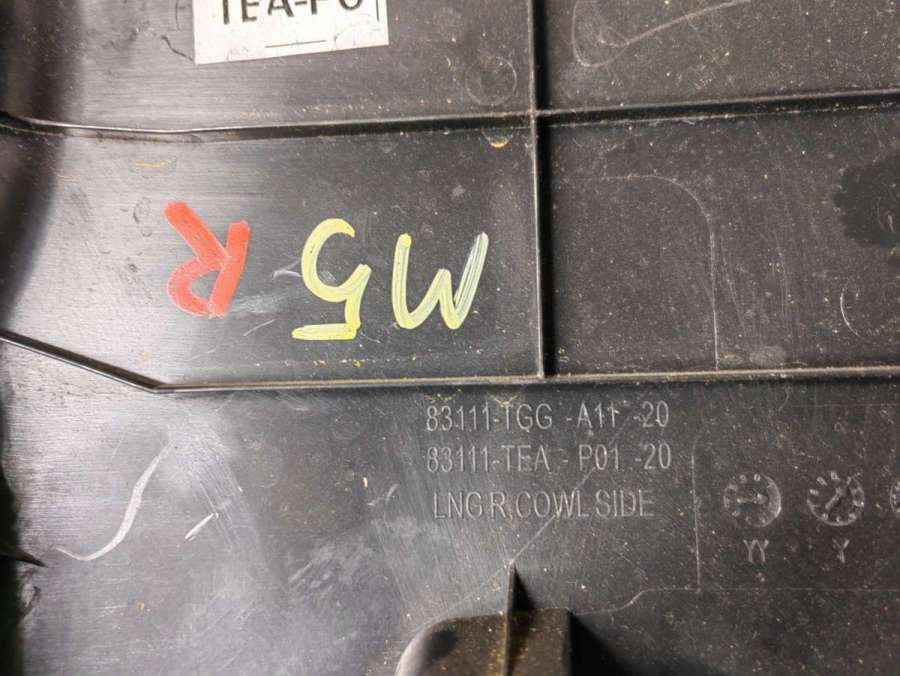 TEA-P0
M5 R
83111-TGG -A11 -20
83111-TEA - P01 -20
LNG R,COWL SIDE
YY Y